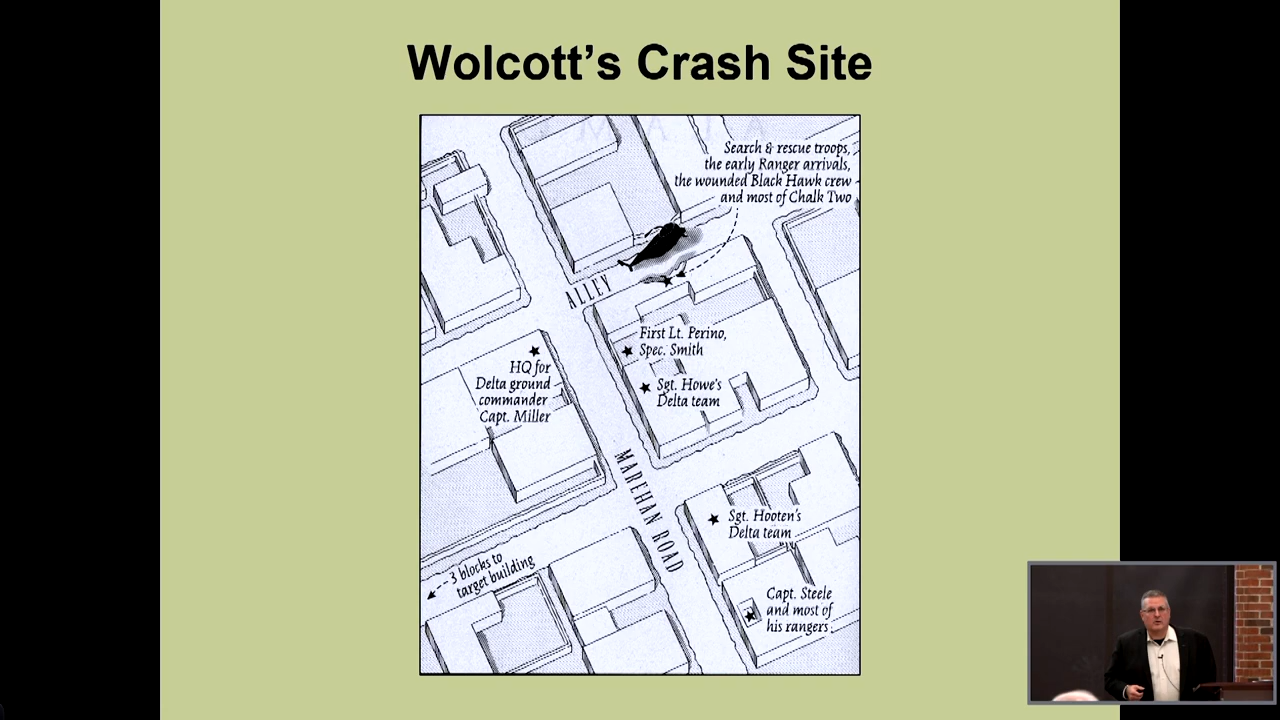 Wolcott's Crash Site
Search & rescue troops,
the early Ranger arrivals,
the wounded Black Hawk crew
and most of Chalk Two
ALLEY
First Lt. Perino,
Spec. Smith
HQ for
Delta ground
commander
Capt. Miller
Sgt. Howe's
Delta team
MAREHAN ROAD
Sgt. Hooten's
Delta team
3 blocks to
target building
Capt. Steele
and most of
his rangers